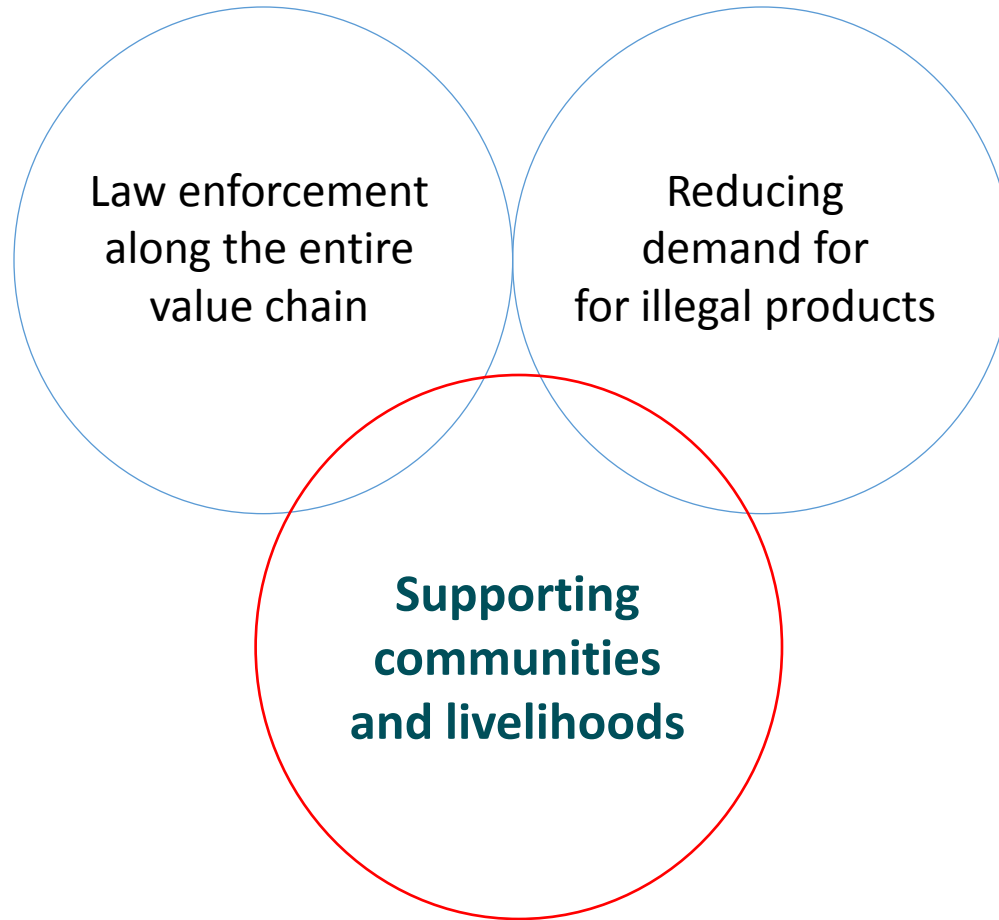 Law enforcement
along the entire
value chain
Reducing
demand for
for illegal products
Supporting
communities
and livelihoods